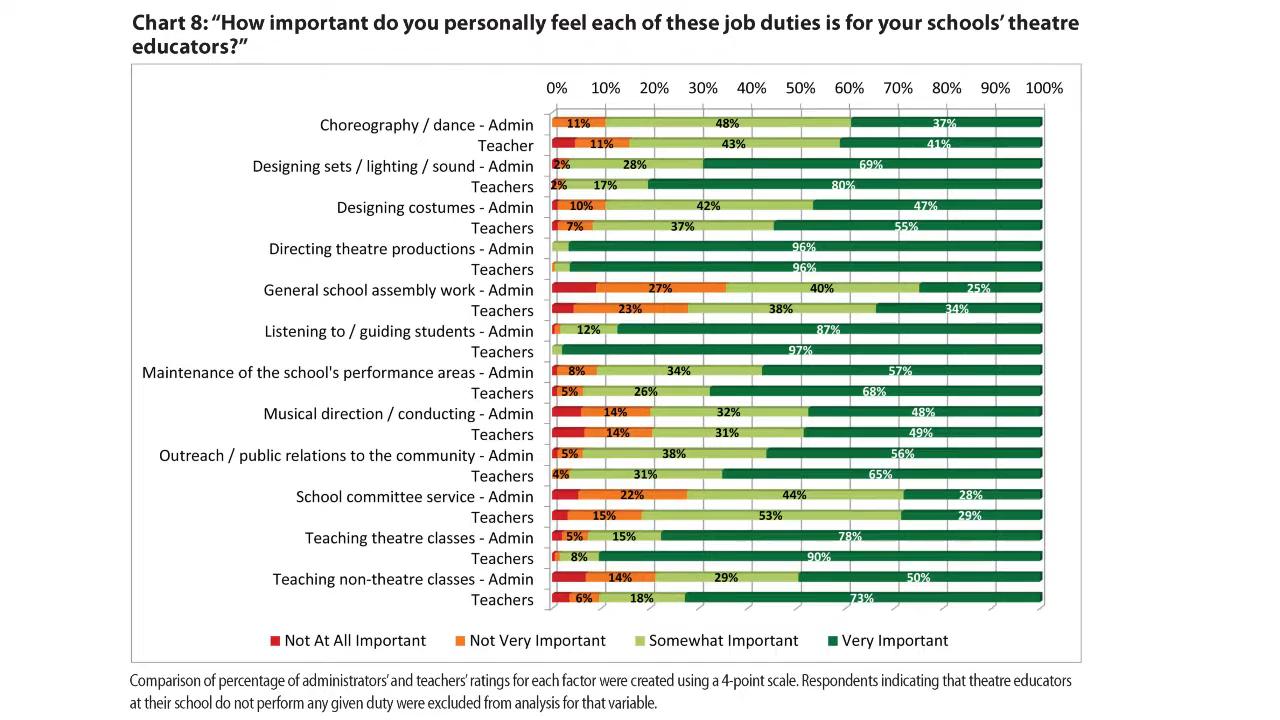 Chart 8: “How important do you personally feel each of these job duties is for your schools’ theatre
educators?”
0% 10% 20% 30% 40% 50% 60% 70% 80% 90% 100%
Choreography / dance - Admin 11% 48% 37%
Teacher 11% 43% 41%
Designing sets / lighting / sound - Admin 2% 28% 69%
Teachers 2% 17% 80%
Designing costumes - Admin 10% 42% 47%
Teachers 7% 37% 55%
Directing theatre productions - Admin 96%
Teachers 96%
General school assembly work - Admin 27% 40% 25%
Teachers 23% 38% 34%
Listening to / guiding students - Admin 12% 87%
Teachers 97%
Maintenance of the school's performance areas - Admin 8% 34% 57%
Teachers 5% 26% 68%
Musical direction / conducting - Admin 14% 32% 48%
Teachers 14% 31% 49%
Outreach / public relations to the community - Admin 5% 38% 56%
Teachers 4% 31% 65%
School committee service - Admin 22% 44% 28%
Teachers 15% 53% 29%
Teaching theatre classes - Admin 5% 15% 78%
Teachers 8% 90%
Teaching non-theatre classes - Admin 14% 29% 50%
Teachers 6% 18% 73%
Not At All Important Not Very Important Somewhat Important Very Important
Comparison of percentage of administrators’ and teachers’ ratings for each factor were created using a 4-point scale. Respondents indicating that theatre educators
at their school do not perform any given duty were excluded from analysis for that variable.